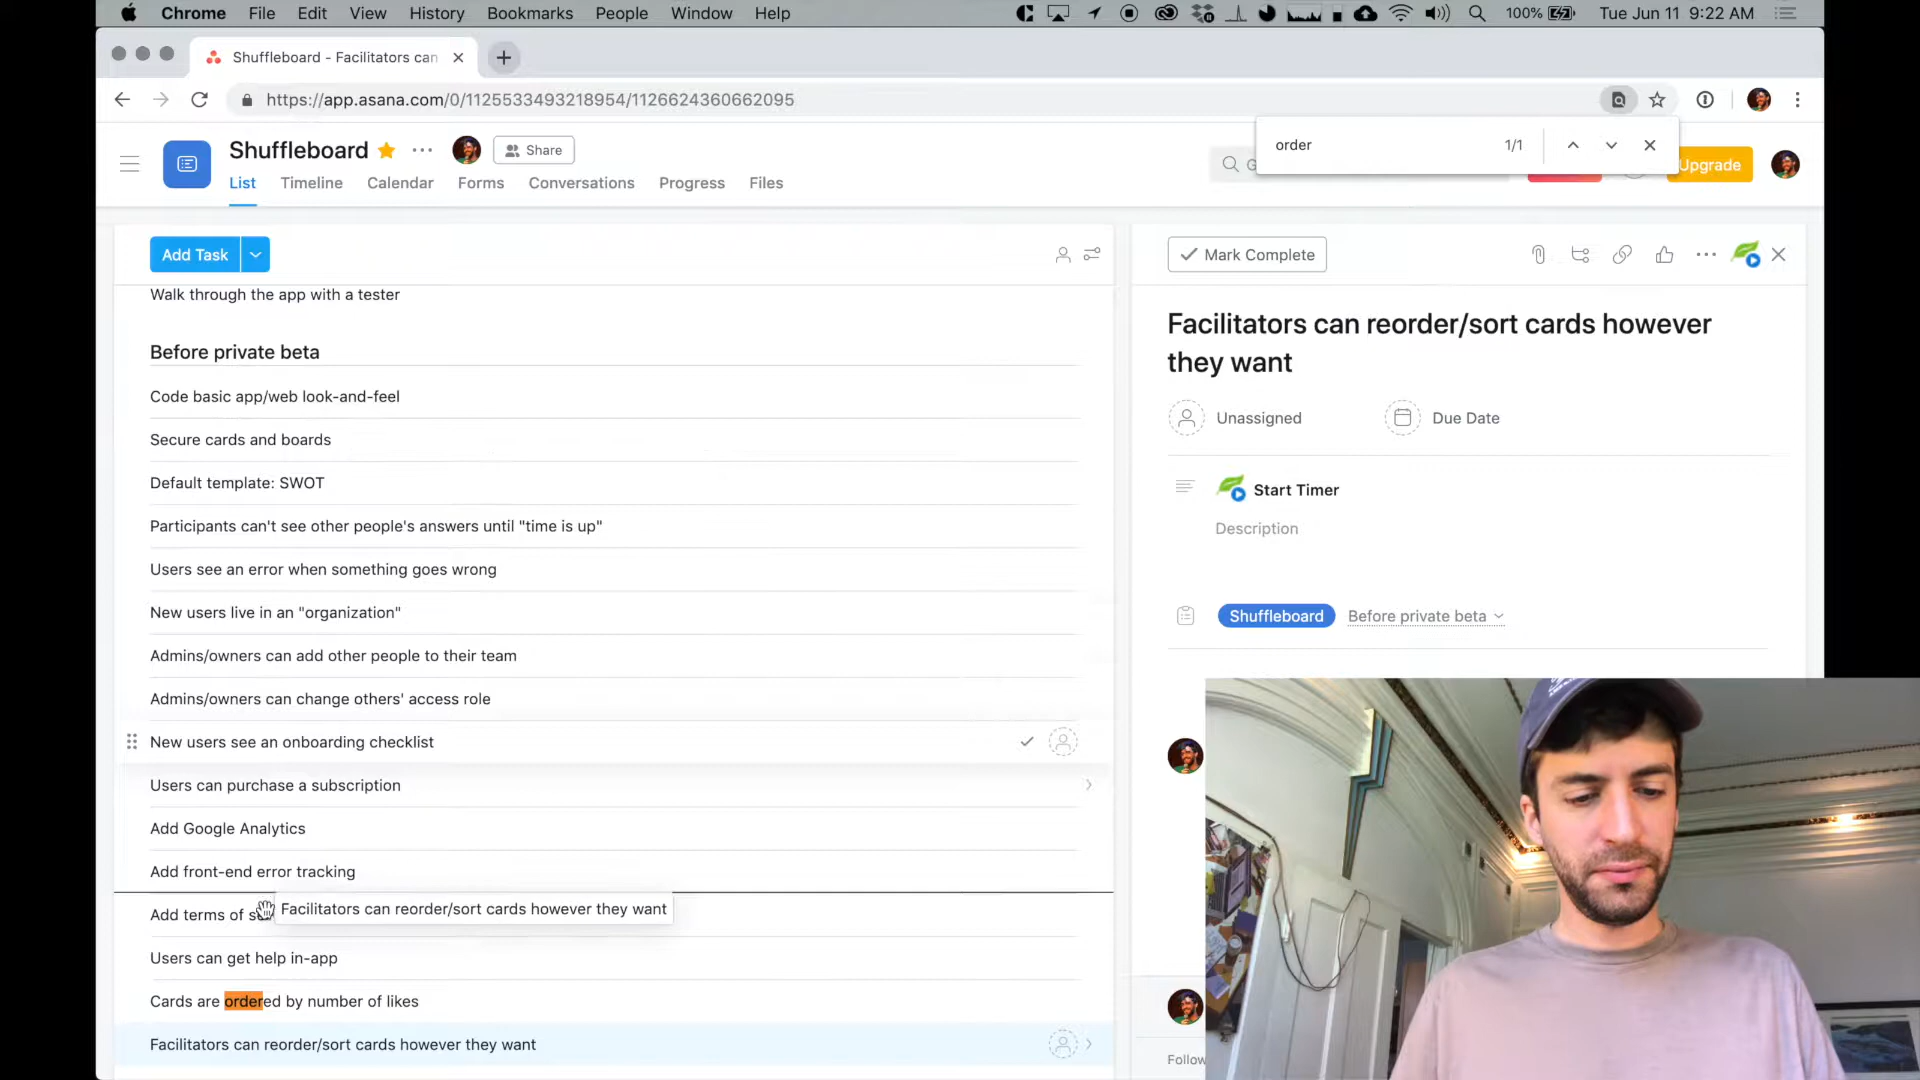 Chrome File Edit View History Bookmarks People Window Help 100% Tue Jun 11 9:22 AM
Shuffleboard - Facilitators can
https://app.asana.com/0/1125533493218954/1126624360662095
order 1/1
Shuffleboard Share G Upgrade
List Timeline Calendar Forms Conversations Progress Files
Add Task
Walk through the app with a tester
Before private beta
Code basic app/web look-and-feel
Secure cards and boards
Default template: SWOT
Participants can't see other people's answers until "time is up"
Users see an error when something goes wrong
New users live in an "organization"
Admins/owners can add other people to their team
Admins/owners can change others' access role
New users see an onboarding checklist
Users can purchase a subscription
Add Google Analytics
Add front-end error tracking
Add terms of s
Facilitators can reorder/sort cards however they want
Users can get help in-app
Cards are ordered by number of likes
Facilitators can reorder/sort cards however they want
Mark Complete
Facilitators can reorder/sort cards however
they want
Unassigned Due Date
Start Timer
Description
Shuffleboard Before private beta
Follow